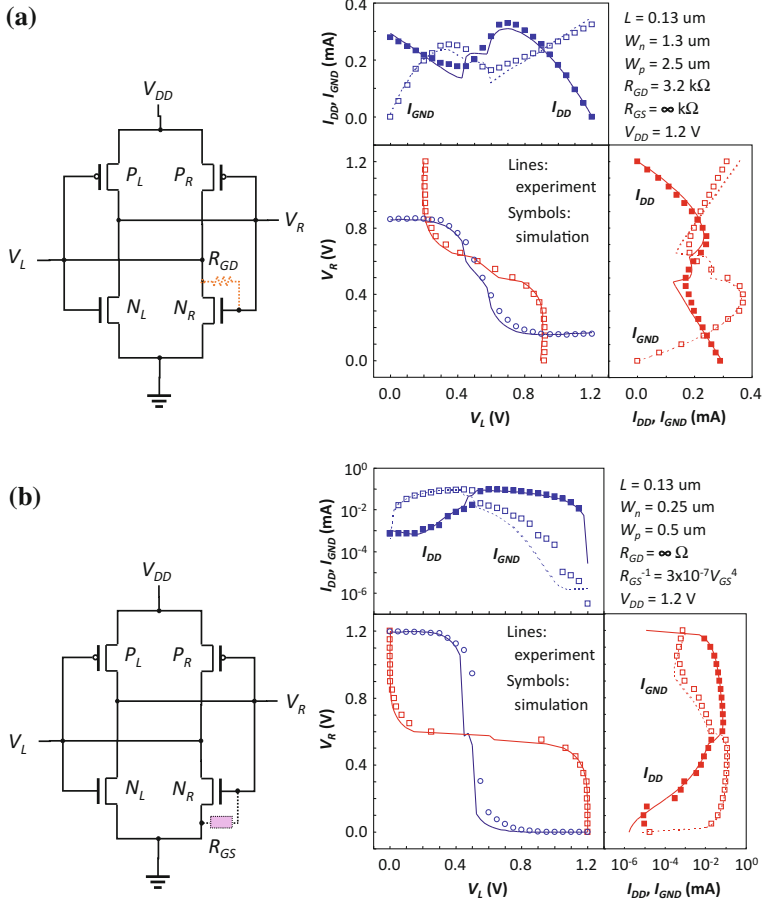 (a)
V_DD
P_L
P_R
V_R
V_L
R_GD
N_L
N_R
I_DD, I_GND (mA)
0.4
0.2
0.0
I_GND
I_DD
L = 0.13 um
W_n = 1.3 um
W_p = 2.5 um
R_GD = 3.2 kΩ
R_GS = ∞ kΩ
V_DD = 1.2 V
V_R (V)
1.2
0.8
0.4
0.0
Lines:
experiment
Symbols:
simulation
0.0 0.4 0.8 1.2
V_L (V)
I_DD
I_GND
0.0 0.2 0.4
I_DD, I_GND (mA)
(b)
V_DD
P_L
P_R
V_R
V_L
N_L
N_R
R_GS
I_DD, I_GND (mA)
10^0
10^-2
10^-4
10^-6
I_DD
I_GND
L = 0.13 um
W_n = 0.25 um
W_p = 0.5 um
R_GD = ∞ Ω
R_GS^-1 = 3x10^-7V_GS^4
V_DD = 1.2 V
V_R (V)
1.2
0.8
0.4
0.0
Lines:
experiment
Symbols:
simulation
0.0 0.4 0.8 1.2
V_L (V)
I_GND
I_DD
10^-6 10^-4 10^-2 10^0
I_DD, I_GND (mA)